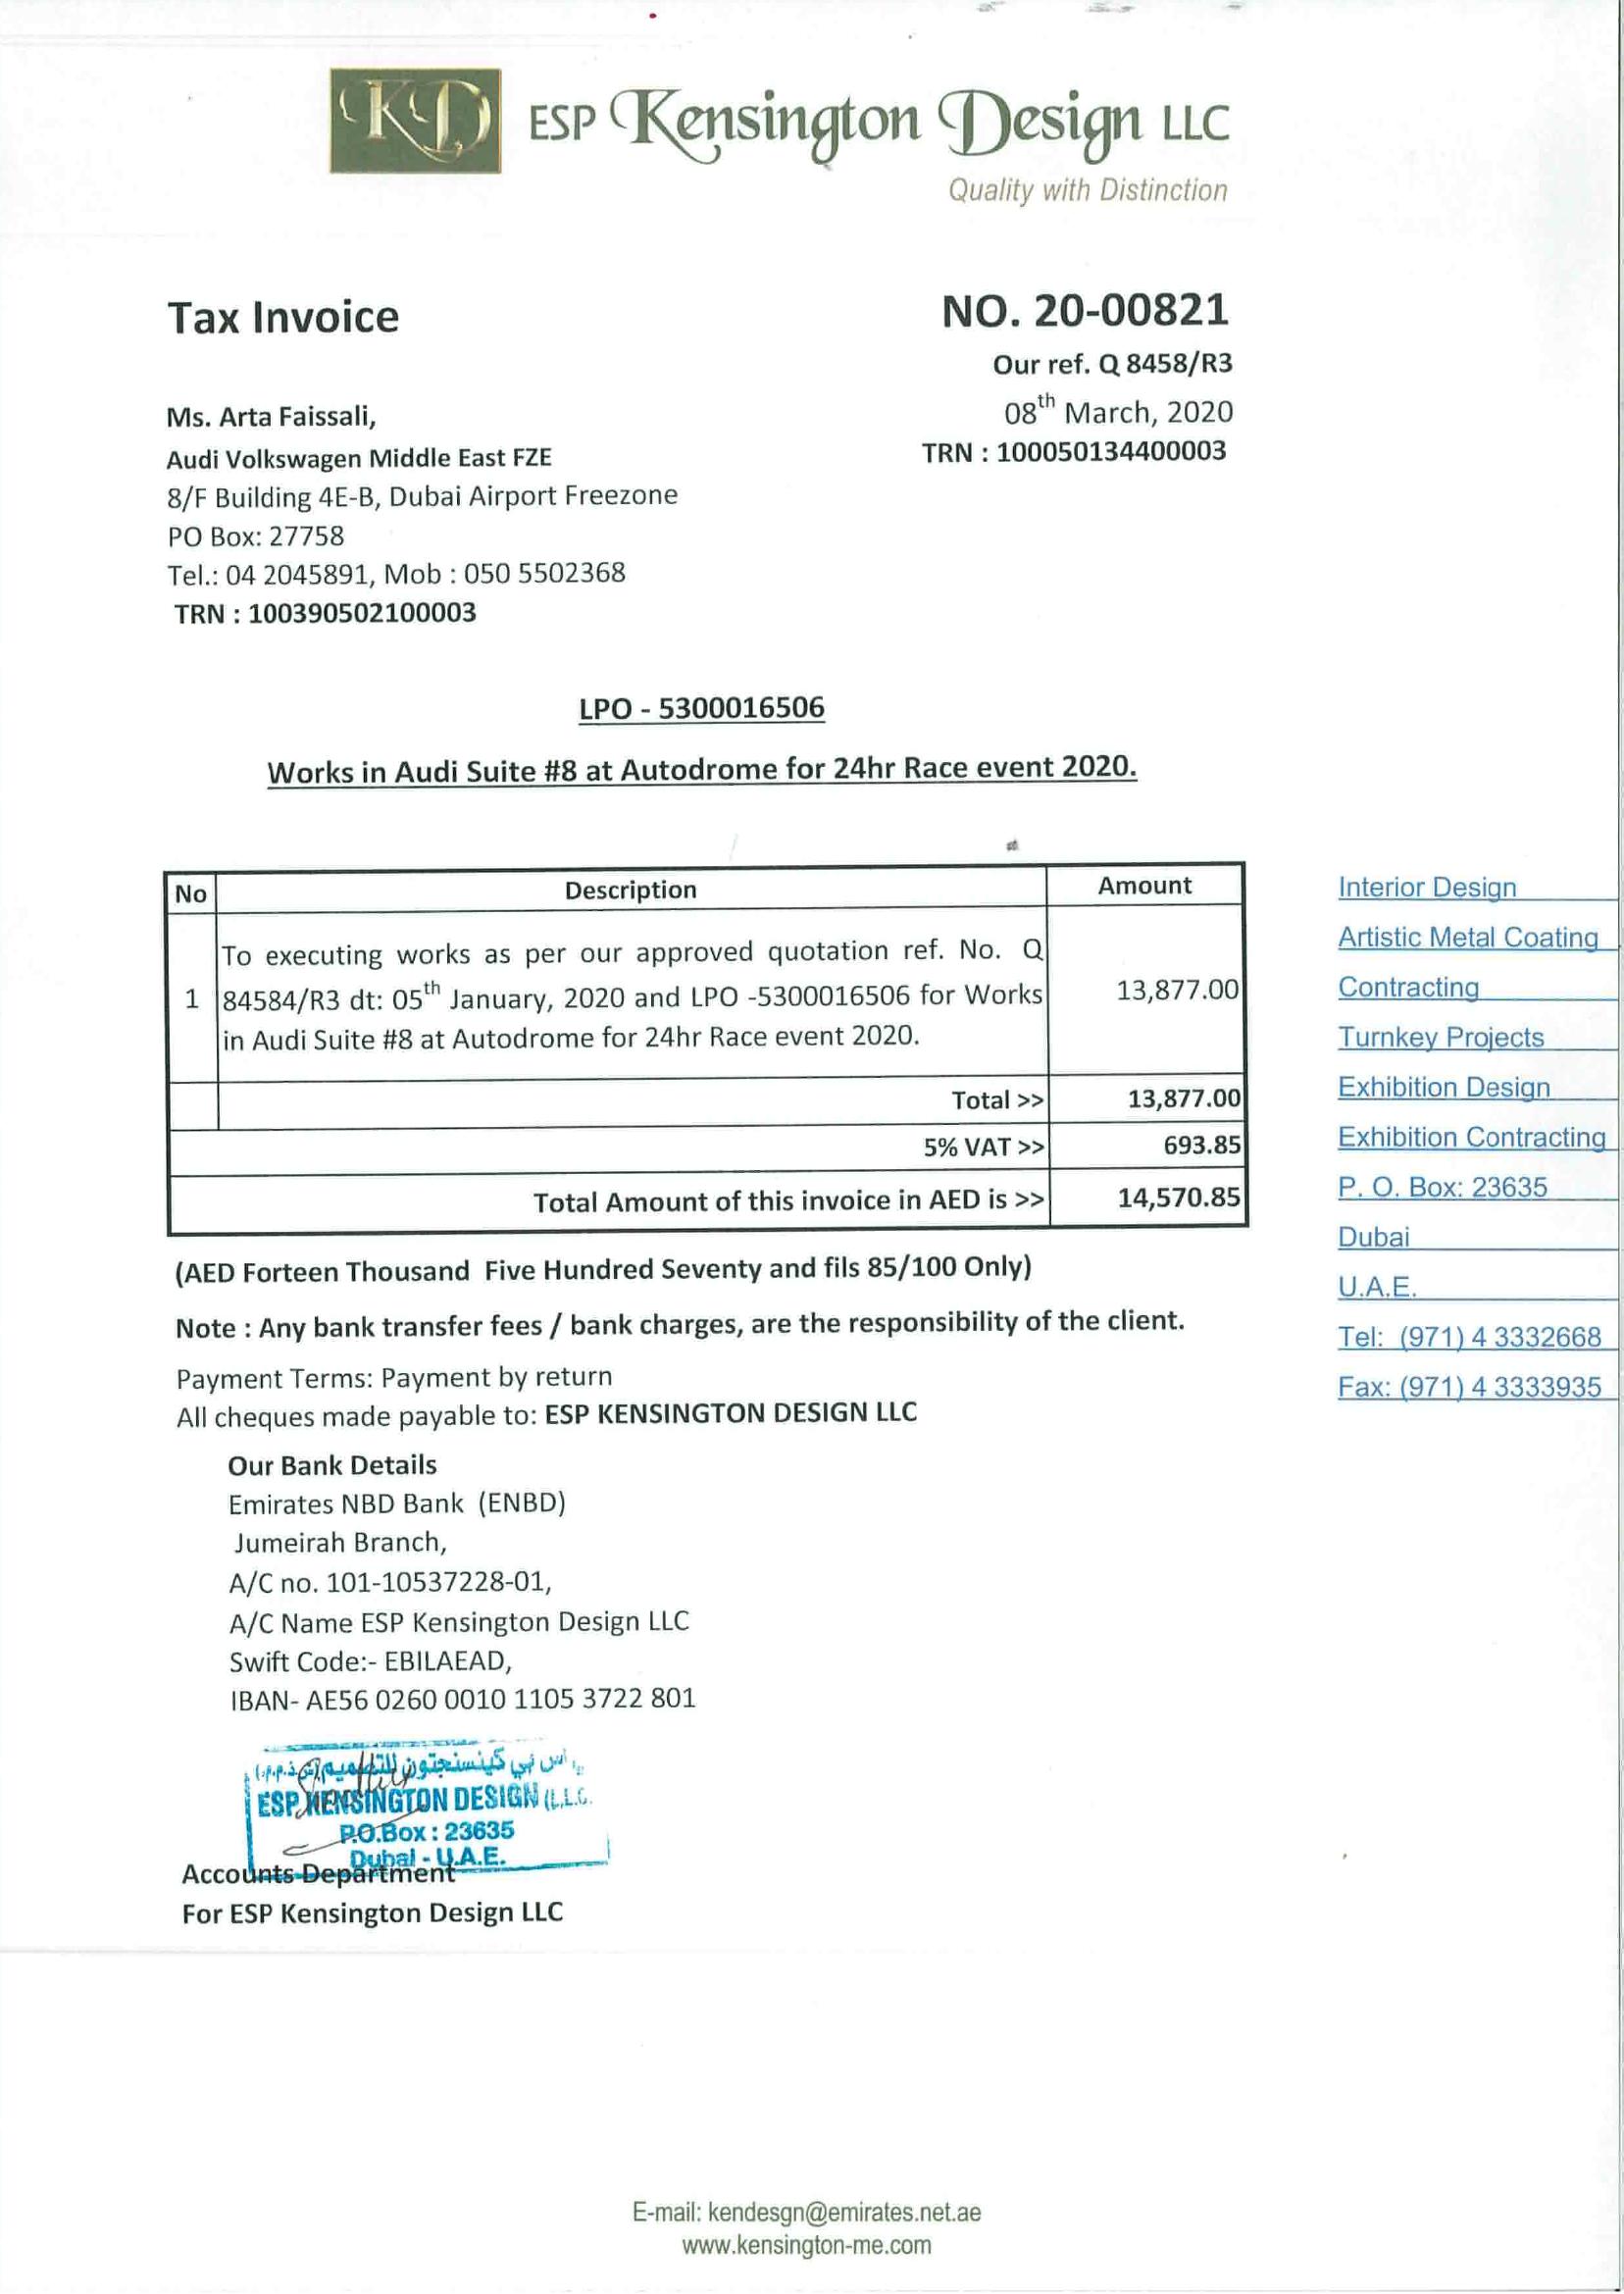 KD
ESP Kensington Design LLC
Quality with Distinction
Tax Invoice
NO. 20-00821
Our ref. Q 8458/R3
08th March, 2020
TRN : 100050134400003
Ms. Arta Faissali,
Audi Volkswagen Middle East FZE
8/F Building 4E-B, Dubai Airport Freezone
PO Box: 27758
Tel.: 04 2045891, Mob : 050 5502368
TRN : 100390502100003
LPO - 5300016506
Works in Audi Suite #8 at Autodrome for 24hr Race event 2020.
No Description Amount
To executing works as per our approved quotation ref. No. Q
1 84584/R3 dt: 05th January, 2020 and LPO -5300016506 for Works 13,877.00
in Audi Suite #8 at Autodrome for 24hr Race event 2020.
Total >> 13,877.00
5% VAT >> 693.85
Total Amount of this invoice in AED is >> 14,570.85
(AED Forteen Thousand Five Hundred Seventy and fils 85/100 Only)
Note : Any bank transfer fees / bank charges, are the responsibility of the client.
Payment Terms: Payment by return
All cheques made payable to: ESP KENSINGTON DESIGN LLC
Our Bank Details
Emirates NBD Bank (ENBD)
Jumeirah Branch,
A/C no. 101-10537228-01,
A/C Name ESP Kensington Design LLC
Swift Code:- EBILAEAD,
IBAN- AE56 0260 0010 1105 3722 801
اس بي كينسنجتون للتصميم (ش.ذ.م.م)
ESP KENSINGTON DESIGN (L.L.C.
P.O.Box : 23635
Dubai - U.A.E.
Accounts Department
For ESP Kensington Design LLC
Interior Design
Artistic Metal Coating
Contracting
Turnkey Projects
Exhibition Design
Exhibition Contracting
P. O. Box: 23635
Dubai
U.A.E.
Tel: (971) 4 3332668
Fax: (971) 4 3333935
E-mail: kendesgn@emirates.net.ae
www.kensington-me.com